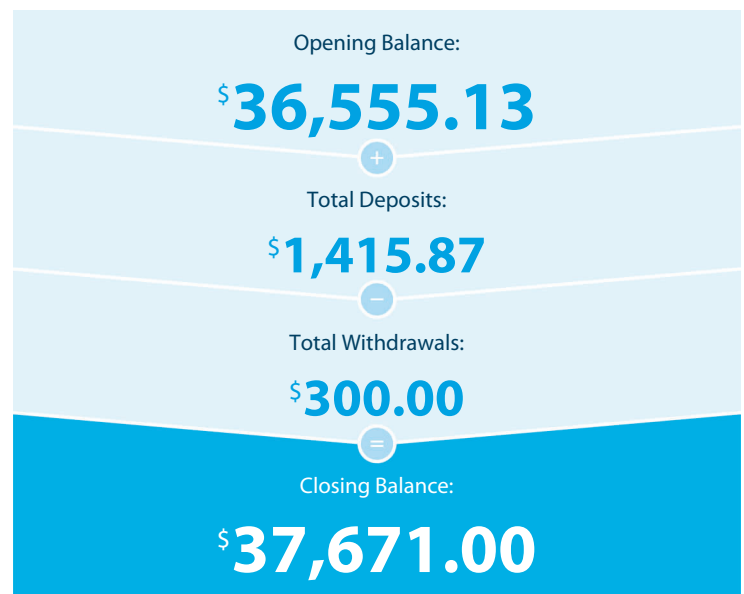 Opening Balance:
$36,555.13
+
Total Deposits:
$1,415.87
−
Total Withdrawals:
$300.00
=
Closing Balance:
$37,671.00